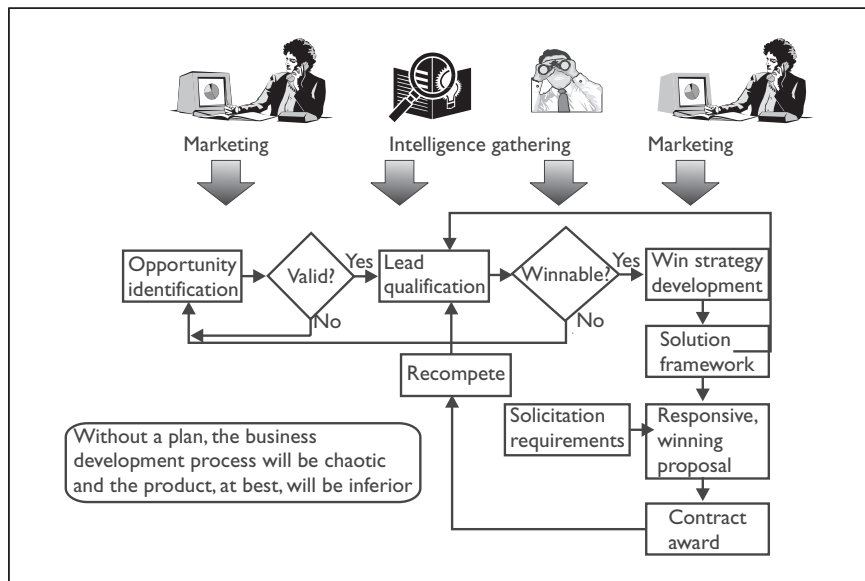 Marketing
Intelligence gathering
Marketing
Opportunity
identification
Valid?
Yes
No
Lead
qualification
Winnable?
Yes
No
Win strategy
development
Solution
framework
Recompete
Solicitation
requirements
Responsive,
winning
proposal
Without a plan, the business
development process will be chaotic
and the product, at best, will be inferior
Contract
award